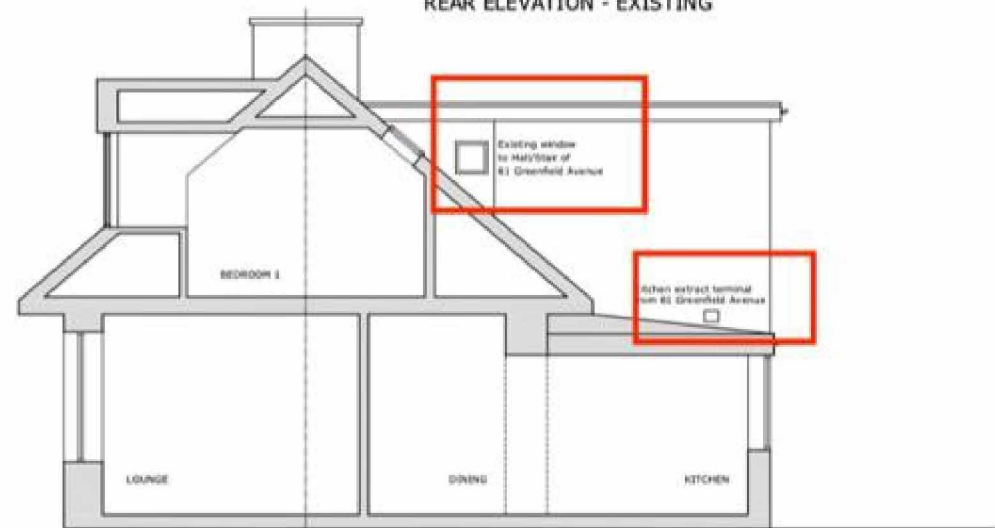 REAR ELEVATION - EXISTING
Existing window
to Hall/Stair of
61 Greenfield Avenue
BEDROOM 1
itchen extract terminal
om 61 Greenfield Avenue
LOUNGE
DINING
KITCHEN